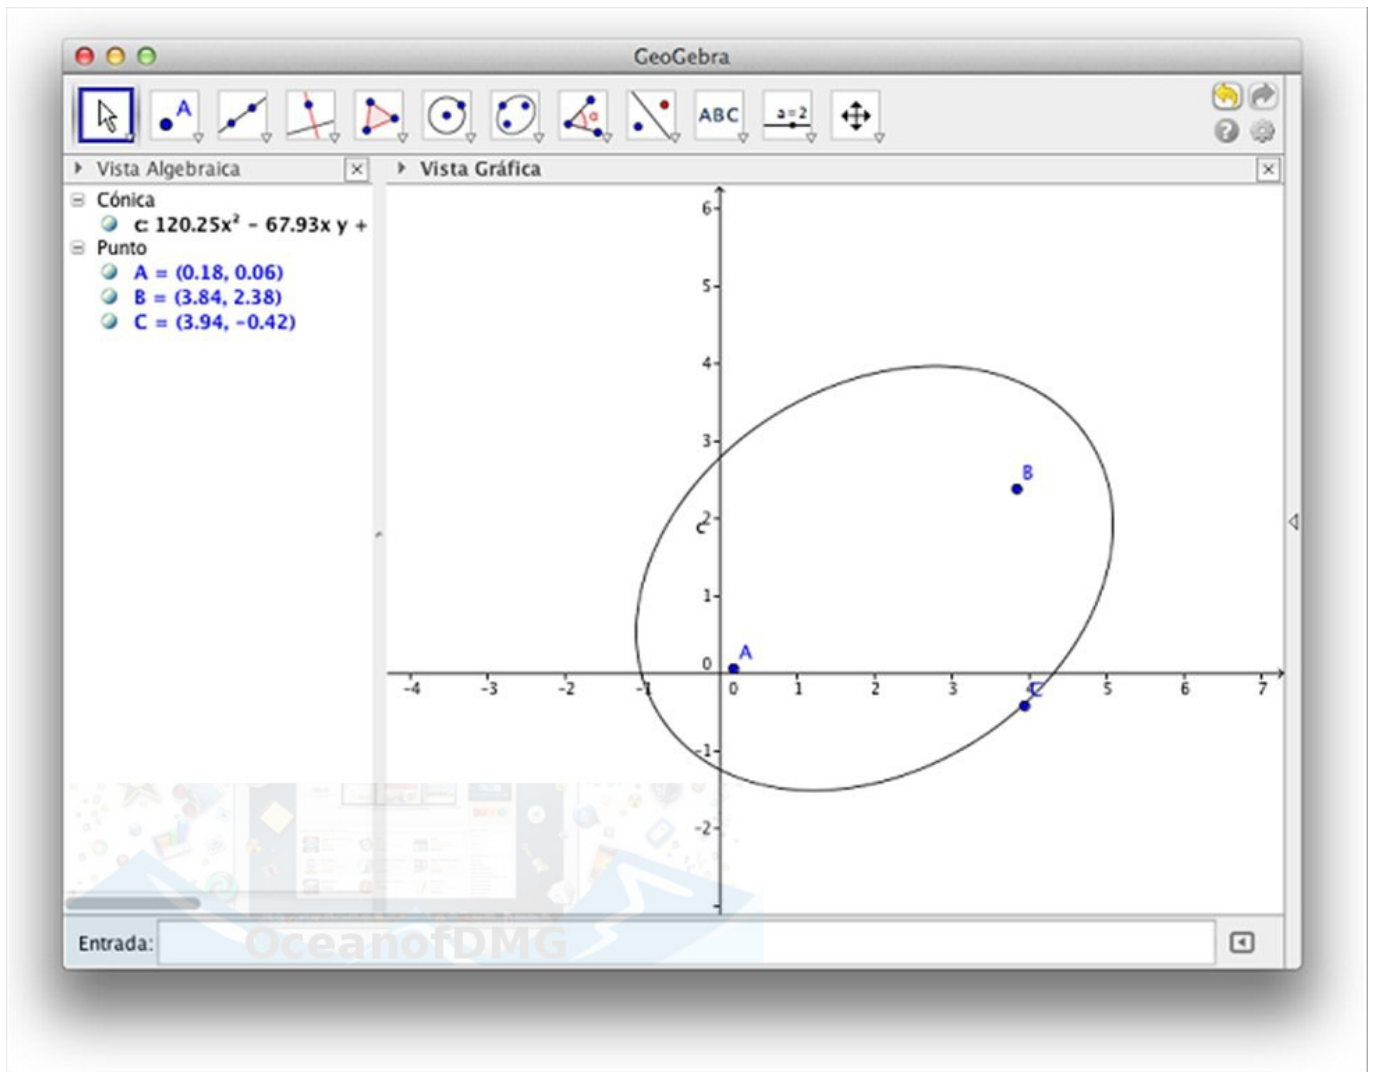 GeoGebra
A
ABC
a=2
α
Vista Algebraica
Vista Gráfica
Cónica
c: 120.25x² – 67.93x y +
Punto
A = (0.18, 0.06)
B = (3.84, 2.38)
C = (3.94, –0.42)
6
5
4
3
B
2
c
1
A
0
-4 -3 -2 -1 0 1 2 3 4 5 6 7
C
-1
-2
Entrada:
OceanofDMG